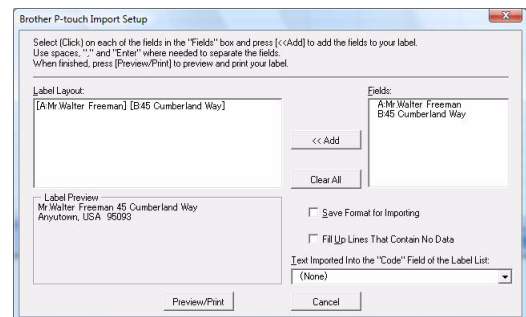 Brother P-touch Import Setup
Select (Click) on each of the fields in the "Fields" box and press [<<Add] to add the fields to your label.
Use spaces, "," and "Enter" where needed to separate the fields.
When finished, press [Preview/Print] to preview and print your label.
Label Layout:
Fields:
[A:Mr.Walter Freeman] [B:45 Cumberland Way]
A:Mr.Walter Freeman
B:45 Cumberland Way
<< Add
Clear All
Label Preview
Mr.Walter Freeman 45 Cumberland Way
Anyutown, USA 95093
Save Format for Importing
Fill Up Lines That Contain No Data
Text Imported Into the "Code" Field of the Label List:
(None)
Preview/Print
Cancel